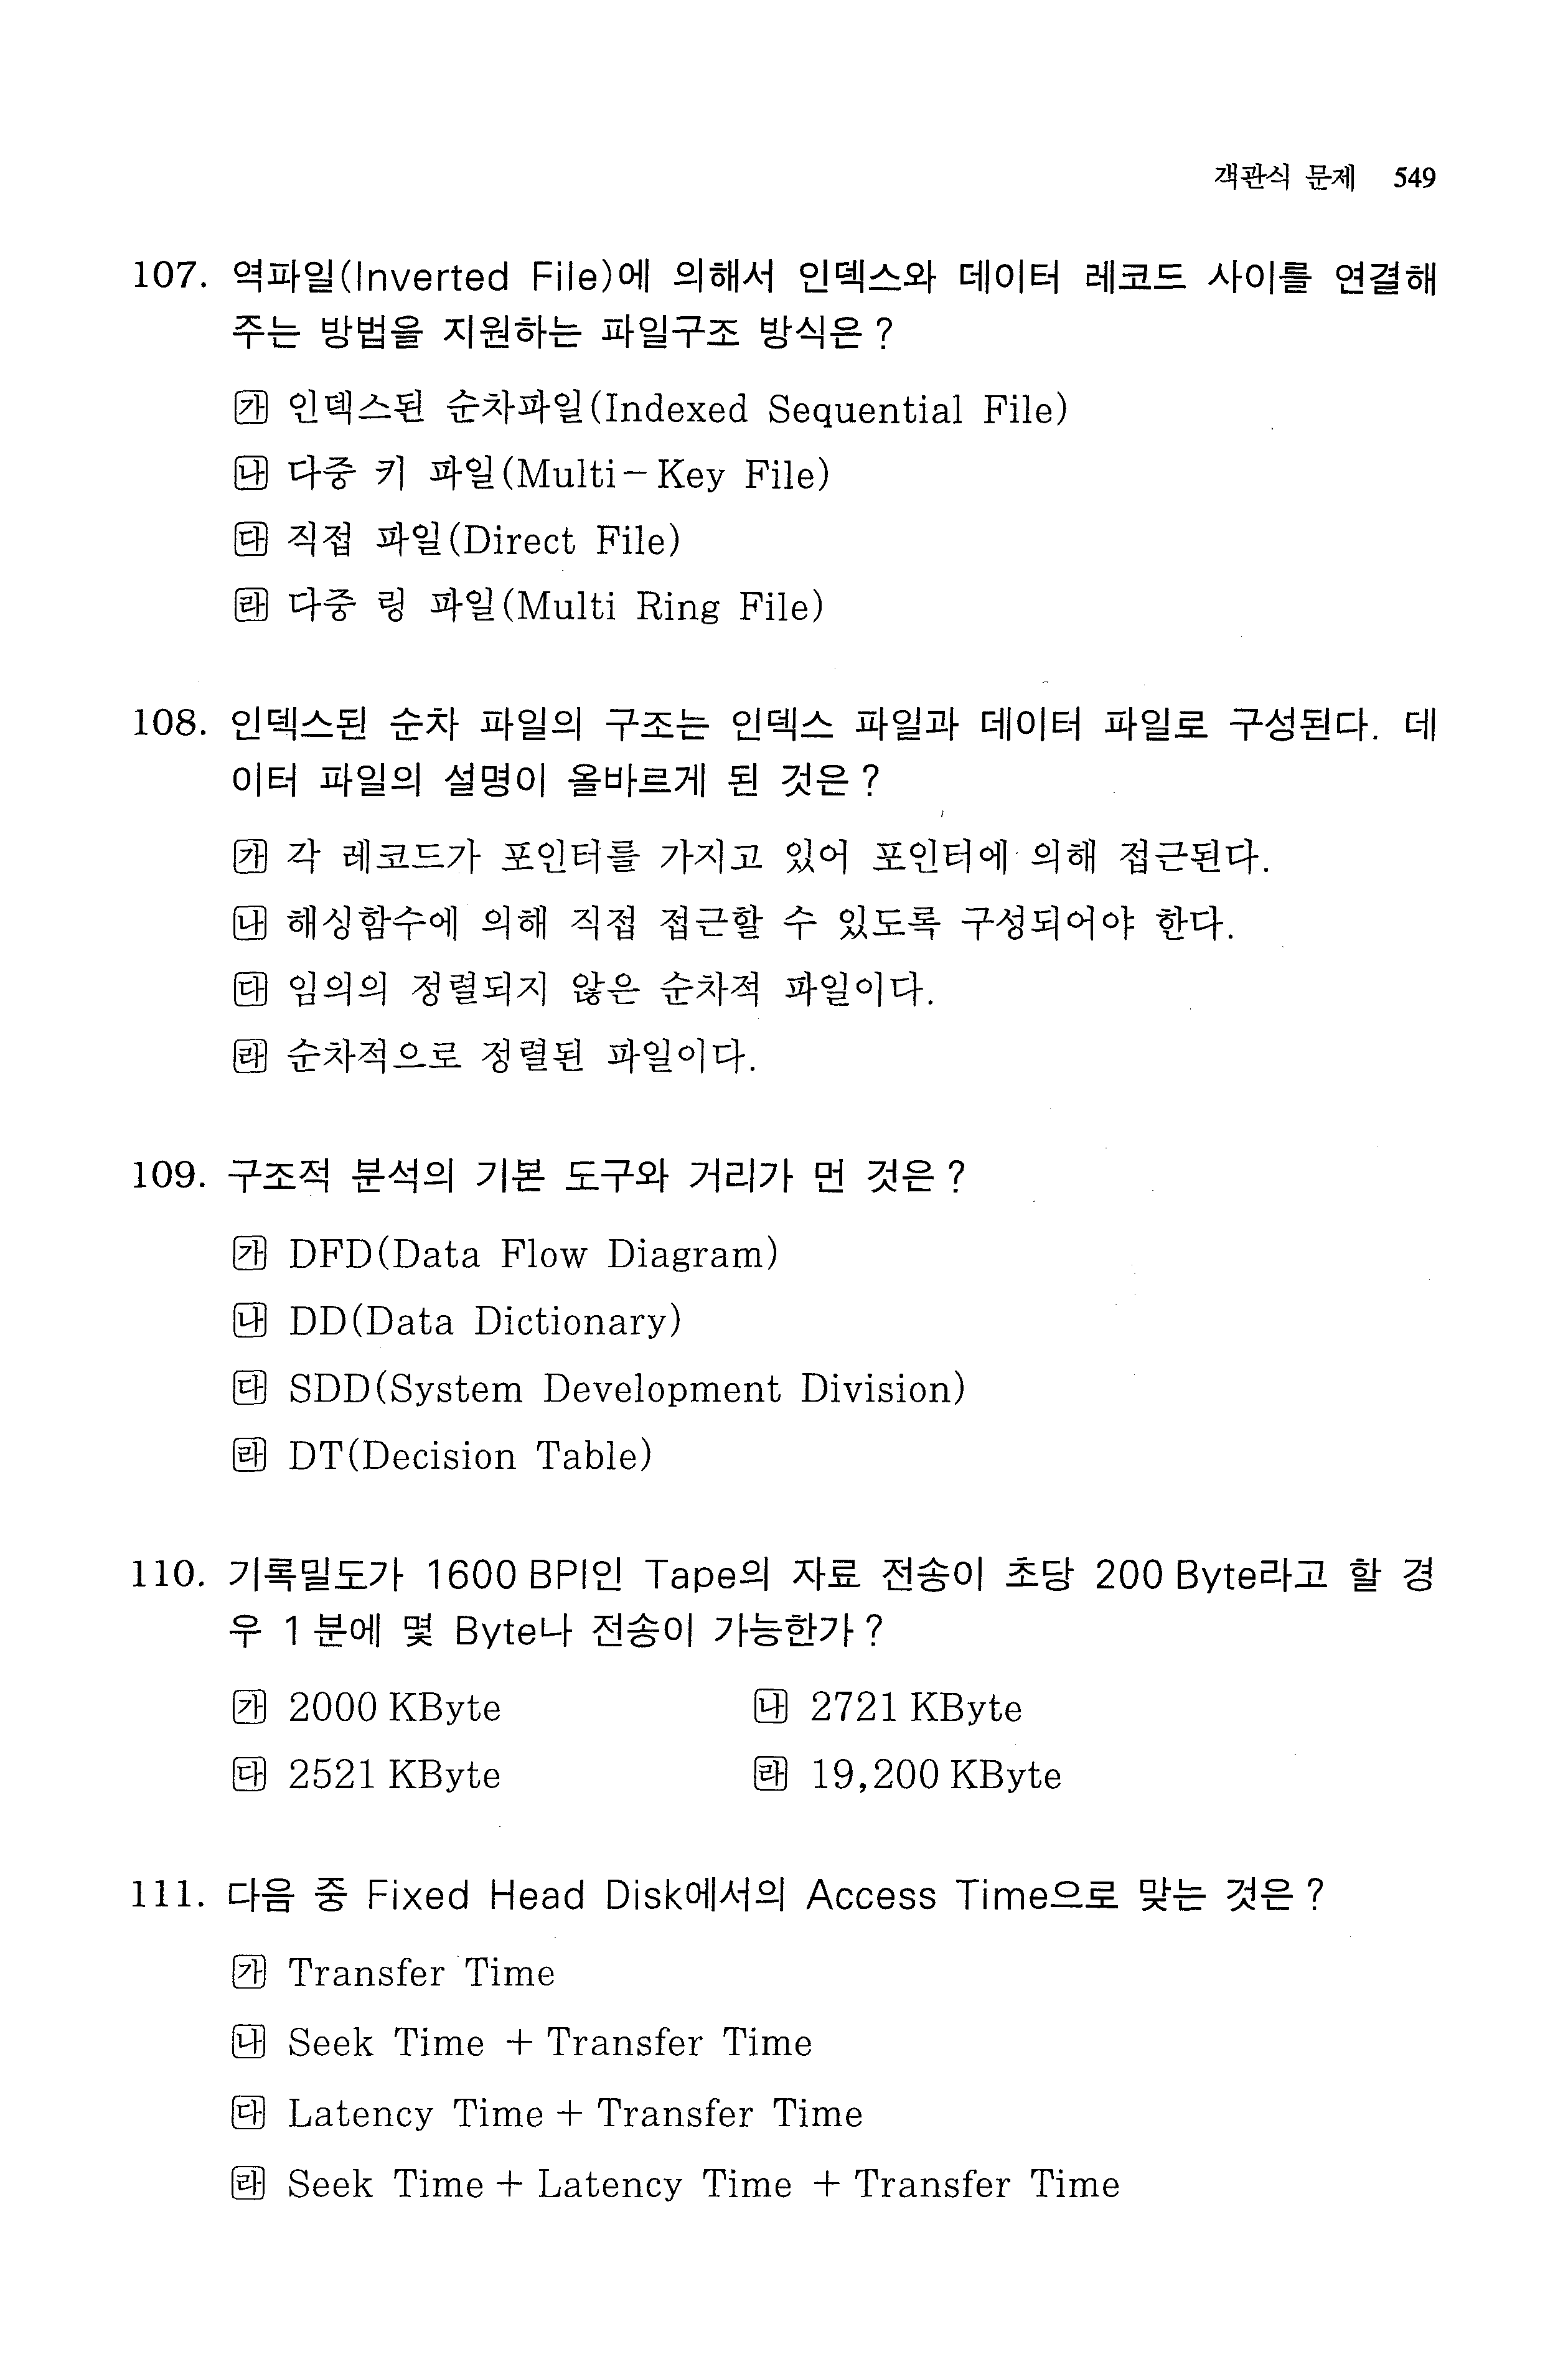 객관식 문제 549
107. 역파일(Inverted File)에 의해서 인덱스와 데이터 레코드 사이를 연결해
주는 방법을 지원하는 파일구조 방식은?
㉮ 인덱스된 순차파일(Indexed Sequential File)
㉯ 다중 키 파일(Multi-Key File)
㉰ 직접 파일(Direct File)
㉱ 다중 링 파일(Multi Ring File)
108. 인덱스된 순차 파일의 구조는 인덱스 파일과 데이터 파일로 구성된다. 데
이터 파일의 설명이 올바르게 된 것은?
㉮ 각 레코드가 포인터를 가지고 있어 포인터에 의해 접근된다.
㉯ 해싱함수에 의해 직접 접근할 수 있도록 구성되어야 한다.
㉰ 임의의 정렬되지 않은 순차적 파일이다.
㉱ 순차적으로 정렬된 파일이다.
109. 구조적 분석의 기본 도구와 거리가 먼 것은?
㉮ DFD(Data Flow Diagram)
㉯ DD(Data Dictionary)
㉰ SDD(System Development Division)
㉱ DT(Decision Table)
110. 기록밀도가 1600 BPI인 Tape의 자료 전송이 초당 200 Byte라고 할 경
우 1분에 몇 Byte나 전송이 가능한가?
㉮ 2000 KByte ㉯ 2721 KByte
㉰ 2521 KByte ㉱ 19,200 KByte
111. 다음 중 Fixed Head Disk에서의 Access Time으로 맞는 것은?
㉮ Transfer Time
㉯ Seek Time + Transfer Time
㉰ Latency Time + Transfer Time
㉱ Seek Time + Latency Time + Transfer Time